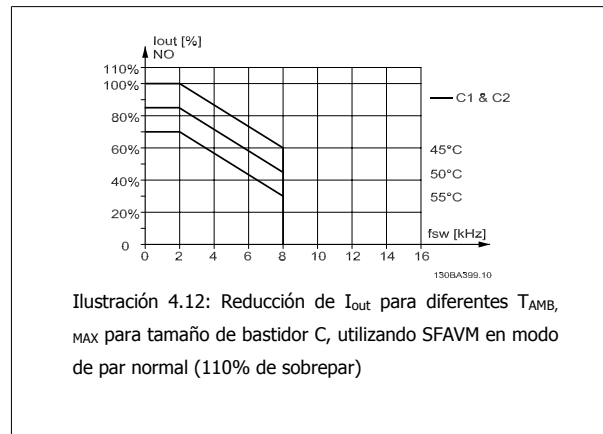 Iout [%]
NO
110%
100%
80%
60%
40%
20%
0
C1 & C2
45°C
50°C
55°C
fsw [kHz]
0 2 4 6 8 10 12 14 16
130BA399.10
Ilustración 4.12: Reducción de Iout para diferentes TAMB,
MAX para tamaño de bastidor C, utilizando SFAVM en modo
de par normal (110% de sobrepar)